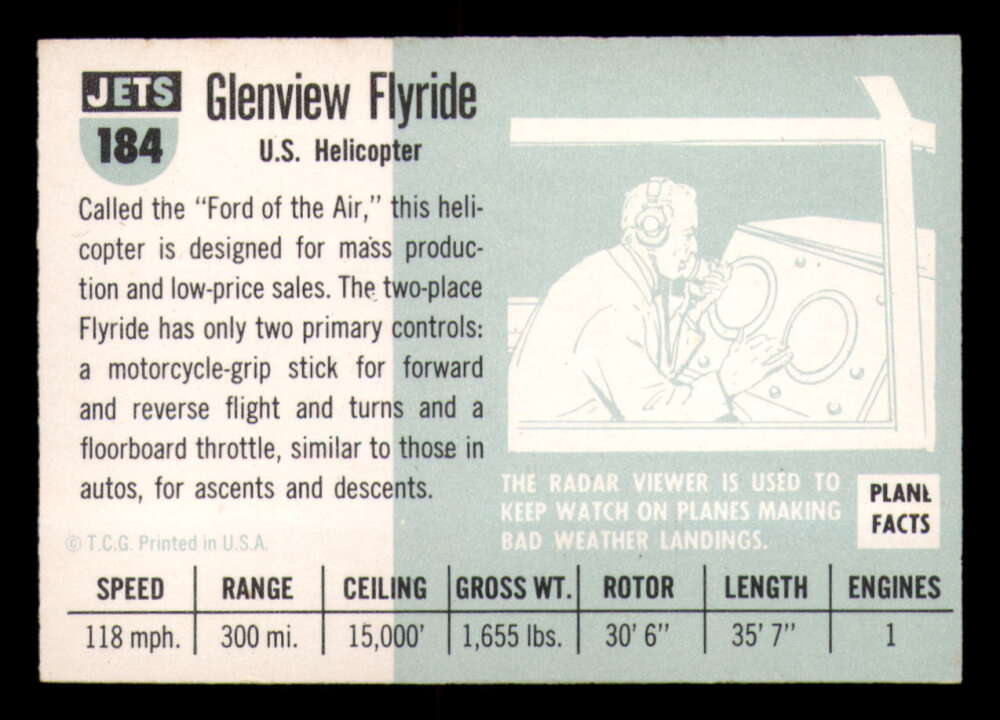 JETS
184
Glenview Flyride
U.S. Helicopter
Called the “Ford of the Air,” this heli-
copter is designed for mass produc-
tion and low-price sales. The two-place
Flyride has only two primary controls:
a motorcycle-grip stick for forward
and reverse flight and turns and a
floorboard throttle, similar to those in
autos, for ascents and descents.
© T.C.G. Printed in U.S.A.
THE RADAR VIEWER IS USED TO
KEEP WATCH ON PLANES MAKING
BAD WEATHER LANDINGS.
PLANE
FACTS
SPEED RANGE CEILING GROSS WT. ROTOR LENGTH ENGINES
118 mph. 300 mi. 15,000' 1,655 lbs. 30' 6" 35' 7" 1